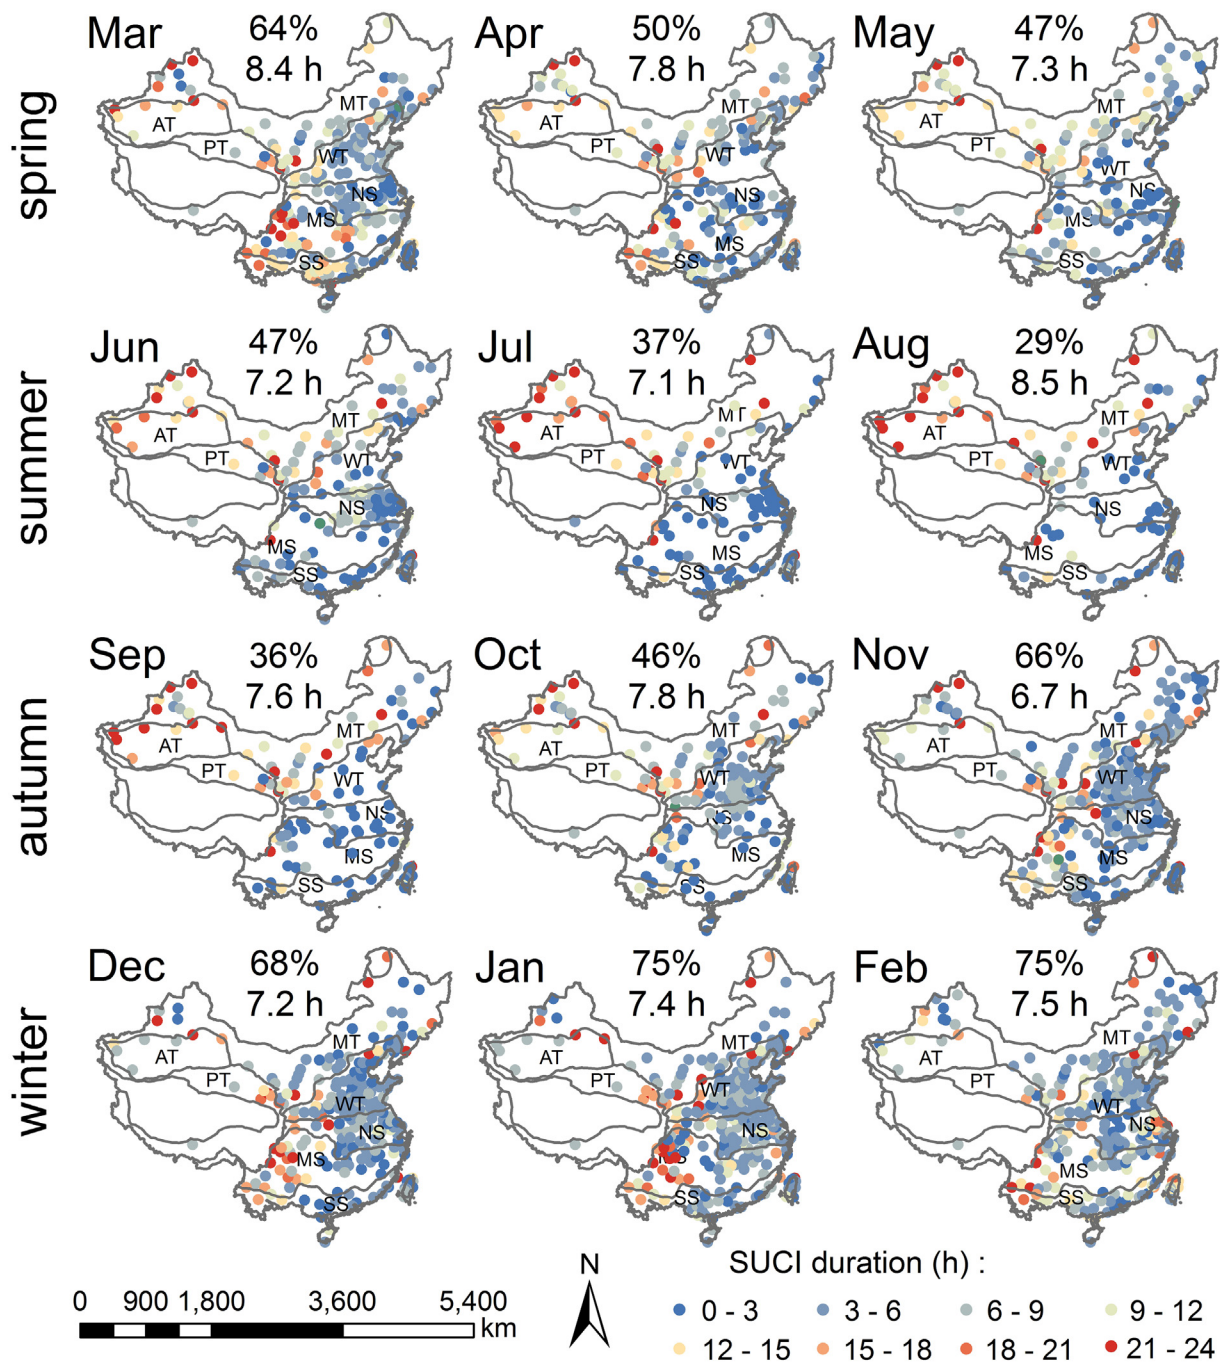 spring
Mar 64%
8.4 h
MT
AT
PT
WT
NS
MS
SS
Apr 50%
7.8 h
MT
AT
PT
WT
NS
MS
SS
May 47%
7.3 h
MT
AT
PT
WT
NS
MS
SS
summer
Jun 47%
7.2 h
MT
AT
PT
WT
NS
MS
SS
Jul 37%
7.1 h
MT
AT
PT
WT
NS
MS
SS
Aug 29%
8.5 h
MT
AT
PT
WT
NS
MS
SS
autumn
Sep 36%
7.6 h
MT
AT
PT
WT
NS
MS
SS
Oct 46%
7.8 h
MT
AT
PT
WT
NS
MS
SS
Nov 66%
6.7 h
MT
AT
PT
WT
NS
MS
SS
winter
Dec 68%
7.2 h
MT
AT
PT
WT
NS
MS
SS
Jan 75%
7.4 h
MT
AT
PT
WT
NS
MS
SS
Feb 75%
7.5 h
MT
AT
PT
WT
NS
MS
SS
0 900 1,800 3,600 5,400
km
N
SUCI duration (h) :
0 - 3 3 - 6 6 - 9 9 - 12
12 - 15 15 - 18 18 - 21 21 - 24